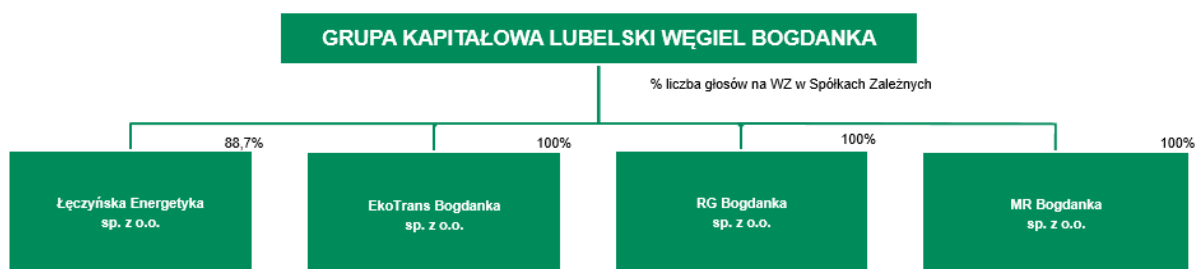 GRUPA KAPITAŁOWA LUBELSKI WĘGIEL BOGDANKA
% liczba głosów na WZ w Spółkach Zależnych
88,7%
100%
100%
100%
Łęczyńska Energetyka
sp. z o.o.
EkoTrans Bogdanka
sp. z o.o.
RG Bogdanka
sp. z o.o.
MR Bogdanka
sp. z o.o.